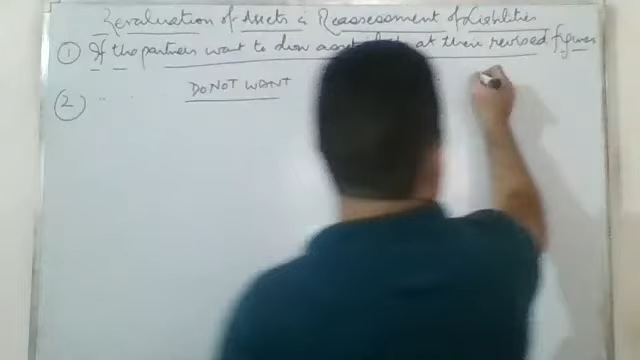 Revaluation of Assets & Reassessment of Liabilities
① If the partners want to show assets at their revised figures
② " " DO NOT WANT